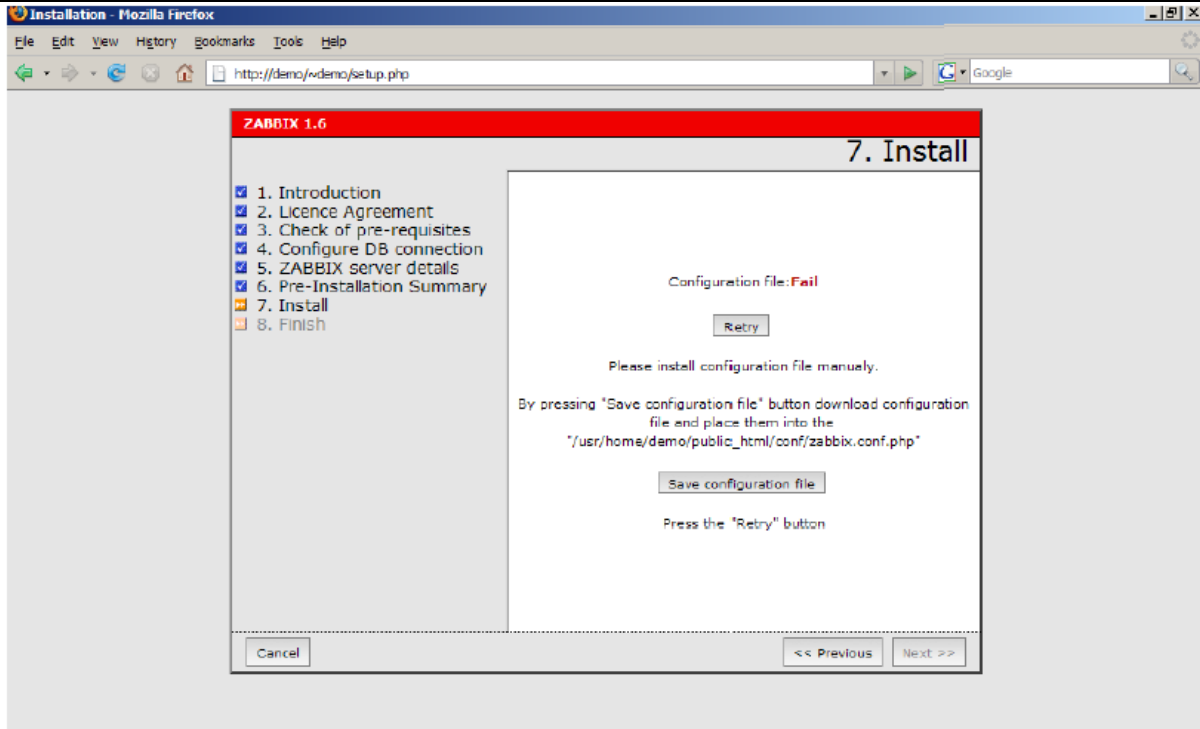 Installation - Mozilla Firefox
File Edit View History Bookmarks Tools Help
http://demo/~demo/setup.php
Google
ZABBIX 1.6
7. Install
1. Introduction
2. Licence Agreement
3. Check of pre-requisites
4. Configure DB connection
5. ZABBIX server details
6. Pre-Installation Summary
7. Install
8. Finish
Configuration file:Fail
Retry
Please install configuration file manualy.
By pressing "Save configuration file" button download configuration
file and place them into the
"/usr/home/demo/public_html/conf/zabbix.conf.php"
Save configuration file
Press the "Retry" button
Cancel
<< Previous
Next >>